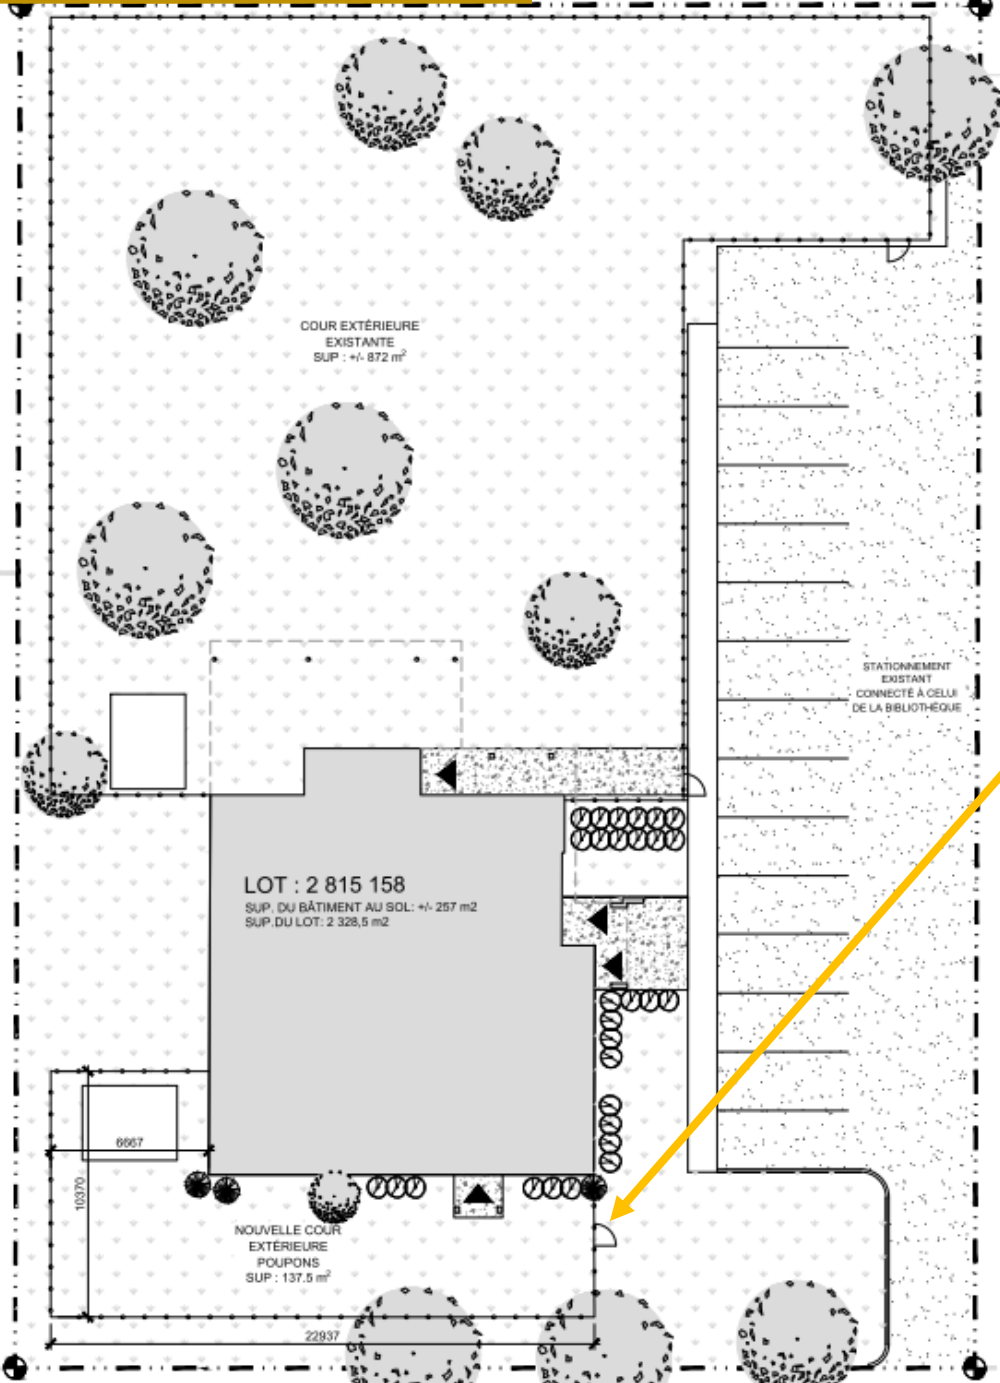 COUR EXTÉRIEURE
EXISTANTE
SUP : +/- 872 m²
STATIONNEMENT
EXISTANT
CONNECTÉ À CELUI
DE LA BIBLIOTHÈQUE
LOT : 2 815 158
SUP. DU BÂTIMENT AU SOL: +/- 257 m2
SUP.DU LOT: 2 328,5 m2
6667
10370
NOUVELLE COUR
EXTÉRIEURE
POUPONS
SUP : 137.5 m²
22937